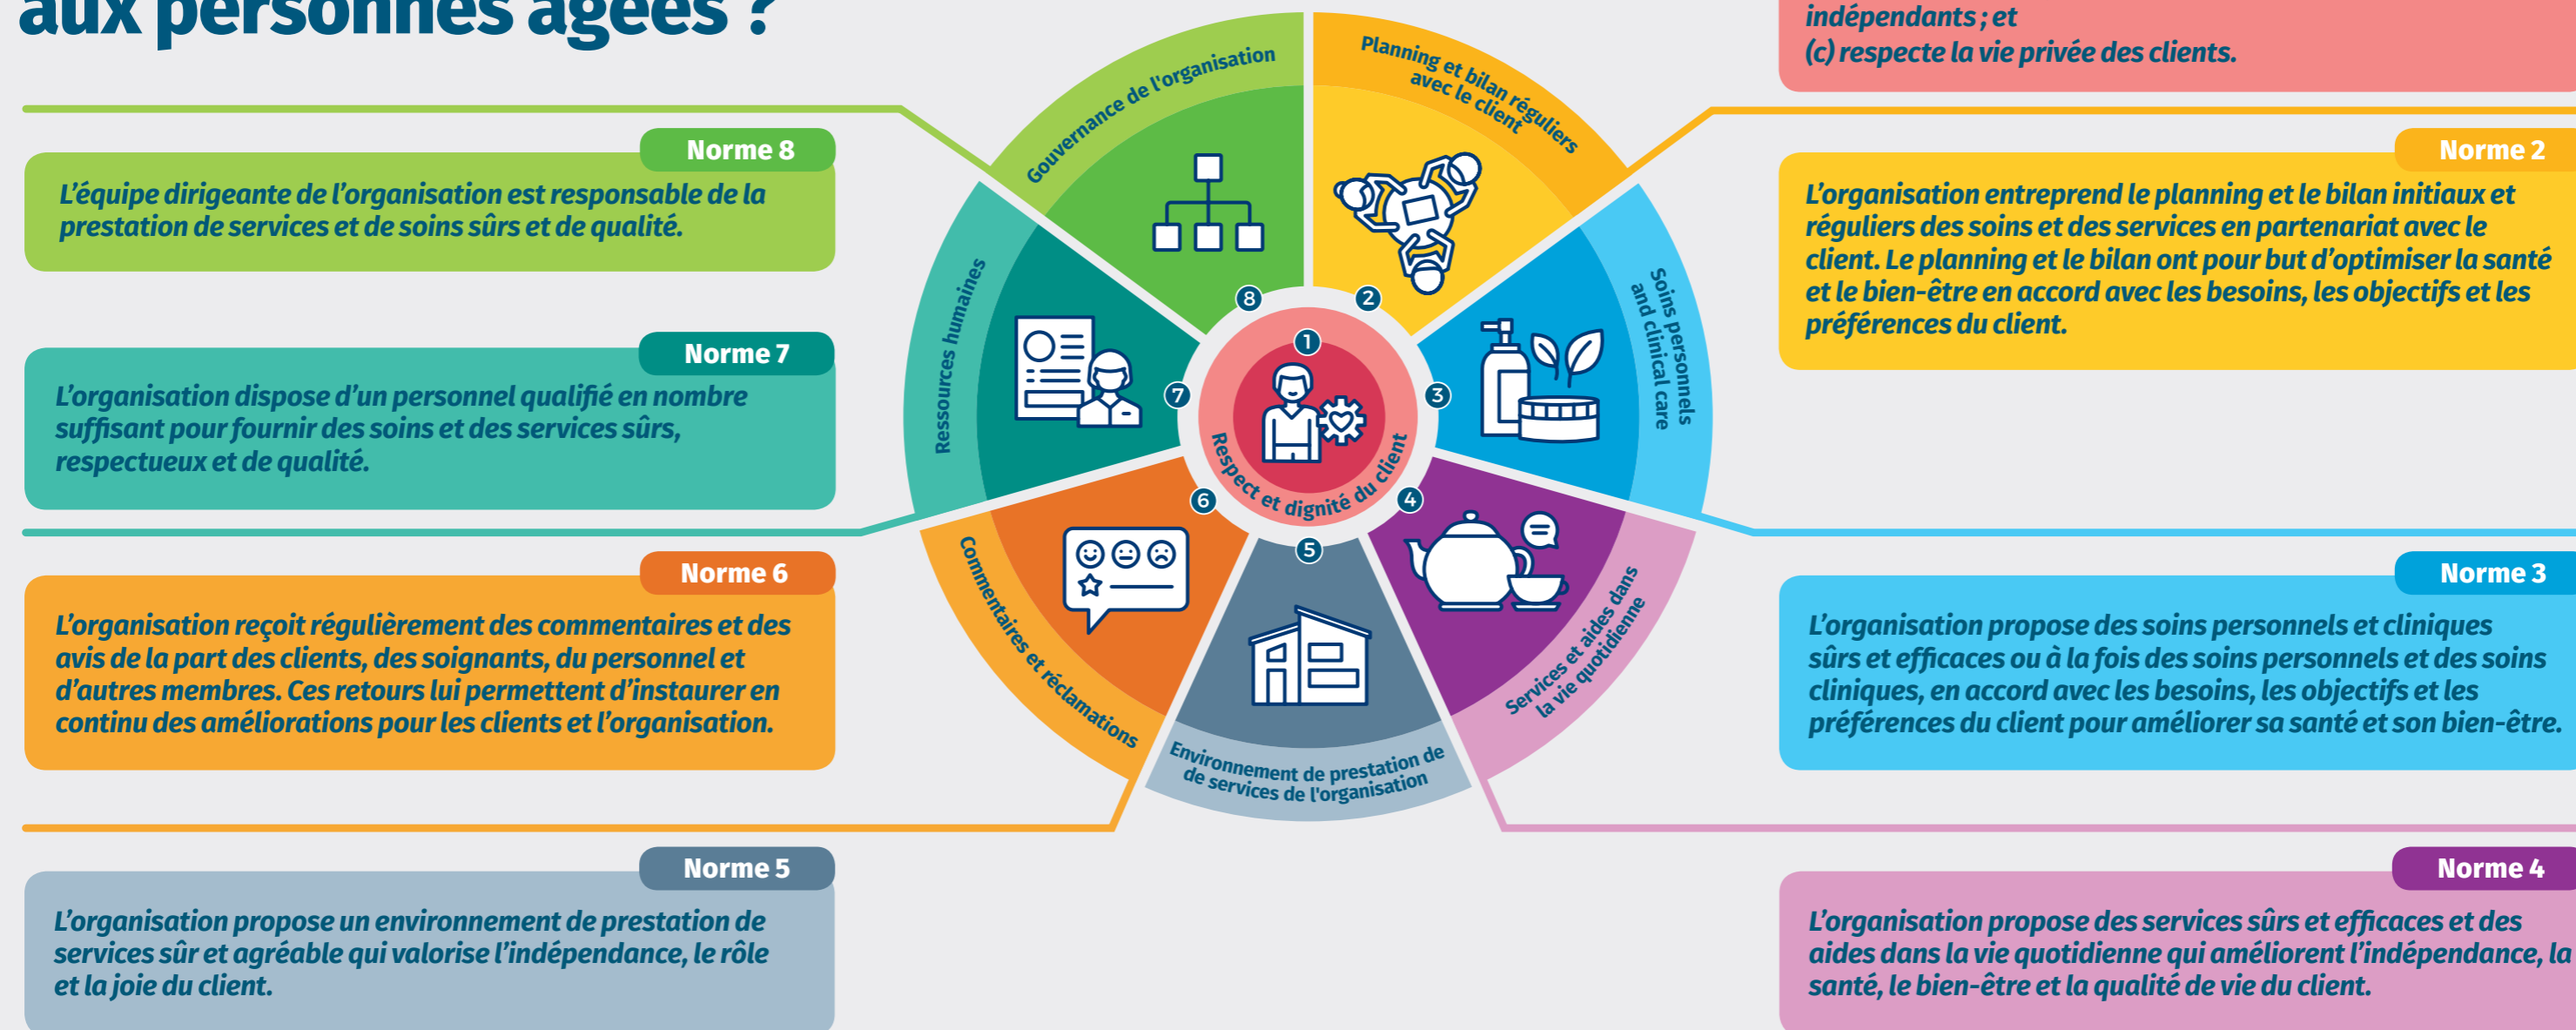 aux personnes âgées ?
indépendants ; et
(c) respecte la vie privée des clients.
Norme 8
L’équipe dirigeante de l’organisation est responsable de la
prestation de services et de soins sûrs et de qualité.
Norme 7
L’organisation dispose d’un personnel qualifié en nombre
suffisant pour fournir des soins et des services sûrs,
respectueux et de qualité.
Norme 6
L’organisation reçoit régulièrement des commentaires et des
avis de la part des clients, des soignants, du personnel et
d’autres membres. Ces retours lui permettent d’instaurer en
continu des améliorations pour les clients et l’organisation.
Norme 5
L’organisation propose un environnement de prestation de
services sûr et agréable qui valorise l’indépendance, le rôle
et la joie du client.
Gouvernance de l'organisation
Planning et bilan réguliers
avec le client
Soins personnels
and clinical care
Services et aides dans
la vie quotidienne
Environnement de prestation de
de services de l'organisation
Commentaires et réclamations
Ressources humaines
8
2
1
7
3
Respect et dignité du client
6
4
5
Norme 2
L’organisation entreprend le planning et le bilan initiaux et
réguliers des soins et des services en partenariat avec le
client. Le planning et le bilan ont pour but d’optimiser la santé
et le bien-être en accord avec les besoins, les objectifs et les
préférences du client.
Norme 3
L’organisation propose des soins personnels et cliniques
sûrs et efficaces ou à la fois des soins personnels et des soins
cliniques, en accord avec les besoins, les objectifs et les
préférences du client pour améliorer sa santé et son bien-être.
Norme 4
L’organisation propose des services sûrs et efficaces et des
aides dans la vie quotidienne qui améliorent l’indépendance, la
santé, le bien-être et la qualité de vie du client.